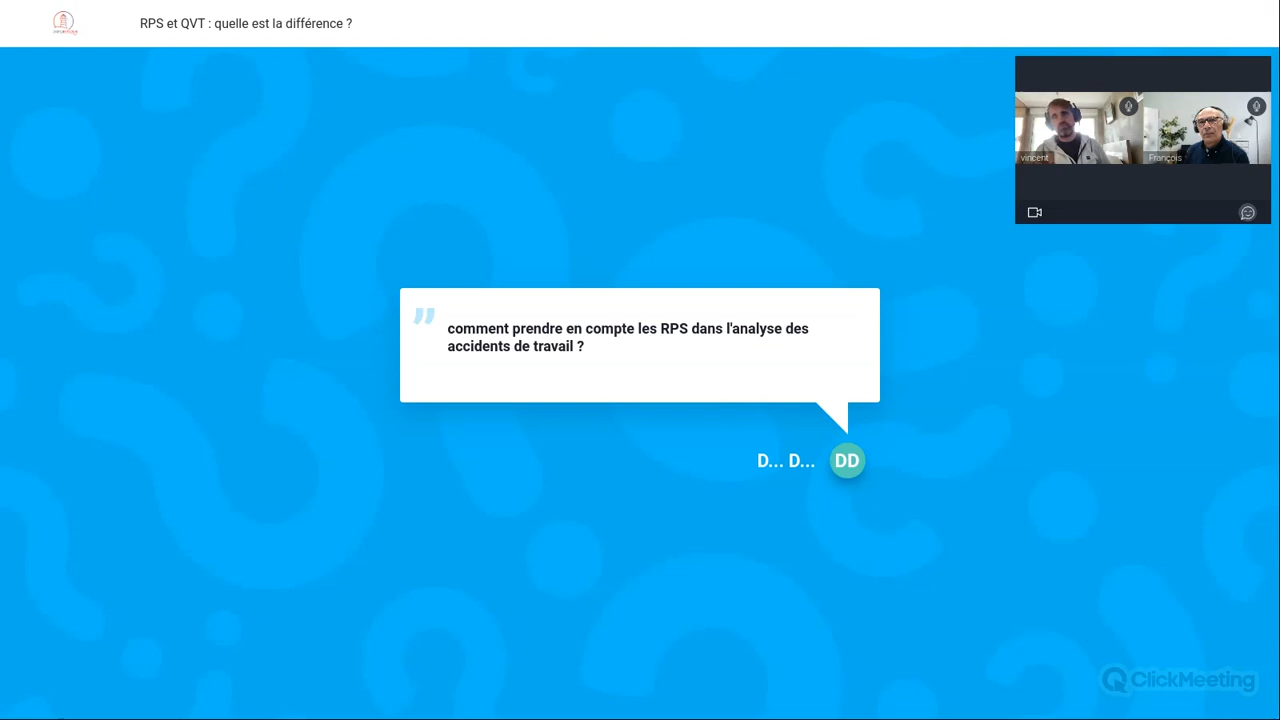 RPS et QVT : quelle est la différence ?
vincent
François
” comment prendre en compte les RPS dans l'analyse des
accidents de travail ?
D... D... DD
ClickMeeting